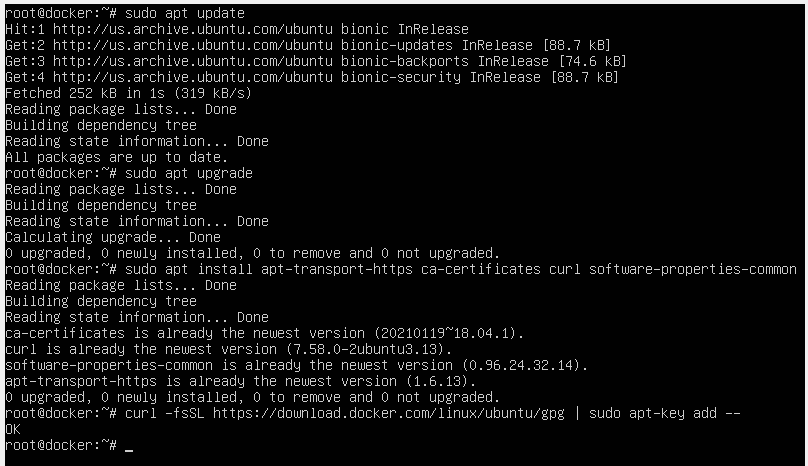 root@docker:~# sudo apt update
Hit:1 http://us.archive.ubuntu.com/ubuntu bionic InRelease
Get:2 http://us.archive.ubuntu.com/ubuntu bionic-updates InRelease [88.7 kB]
Get:3 http://us.archive.ubuntu.com/ubuntu bionic-backports InRelease [74.6 kB]
Get:4 http://us.archive.ubuntu.com/ubuntu bionic-security InRelease [88.7 kB]
Fetched 252 kB in 1s (319 kB/s)
Reading package lists... Done
Building dependency tree
Reading state information... Done
All packages are up to date.
root@docker:~# sudo apt upgrade
Reading package lists... Done
Building dependency tree
Reading state information... Done
Calculating upgrade... Done
0 upgraded, 0 newly installed, 0 to remove and 0 not upgraded.
root@docker:~# sudo apt install apt-transport-https ca-certificates curl software-properties-common
Reading package lists... Done
Building dependency tree
Reading state information... Done
ca-certificates is already the newest version (20210119~18.04.1).
curl is already the newest version (7.58.0-2ubuntu3.13).
software-properties-common is already the newest version (0.96.24.32.14).
apt-transport-https is already the newest version (1.6.13).
0 upgraded, 0 newly installed, 0 to remove and 0 not upgraded.
root@docker:~# curl -fsSL https://download.docker.com/linux/ubuntu/gpg | sudo apt-key add --
OK
root@docker:~# _